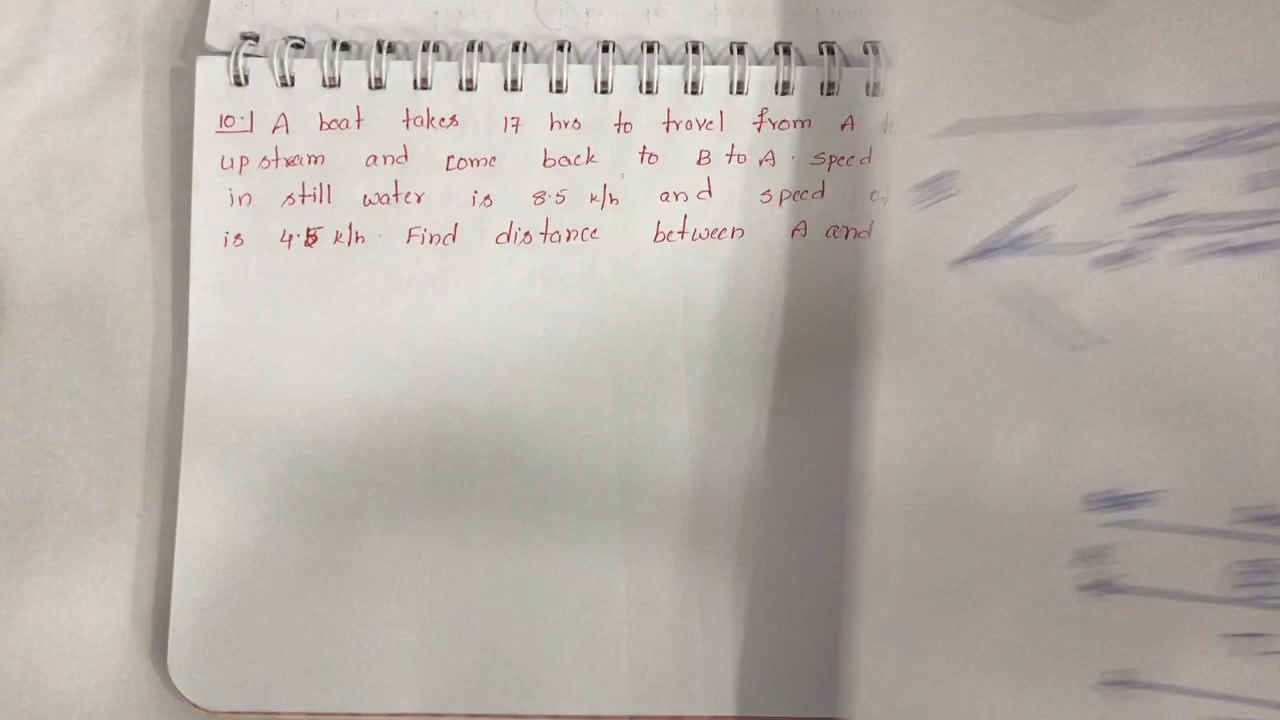 10.) A boat takes 17 hrs to travel from A
up stream and come back to B to A. Speed
in still water is 8.5 k/h and speed
is 4.5 k/h. Find distance between A and